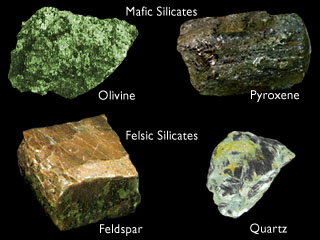 Mafic Silicates
Olivine
Pyroxene
Felsic Silicates
Feldspar
Quartz